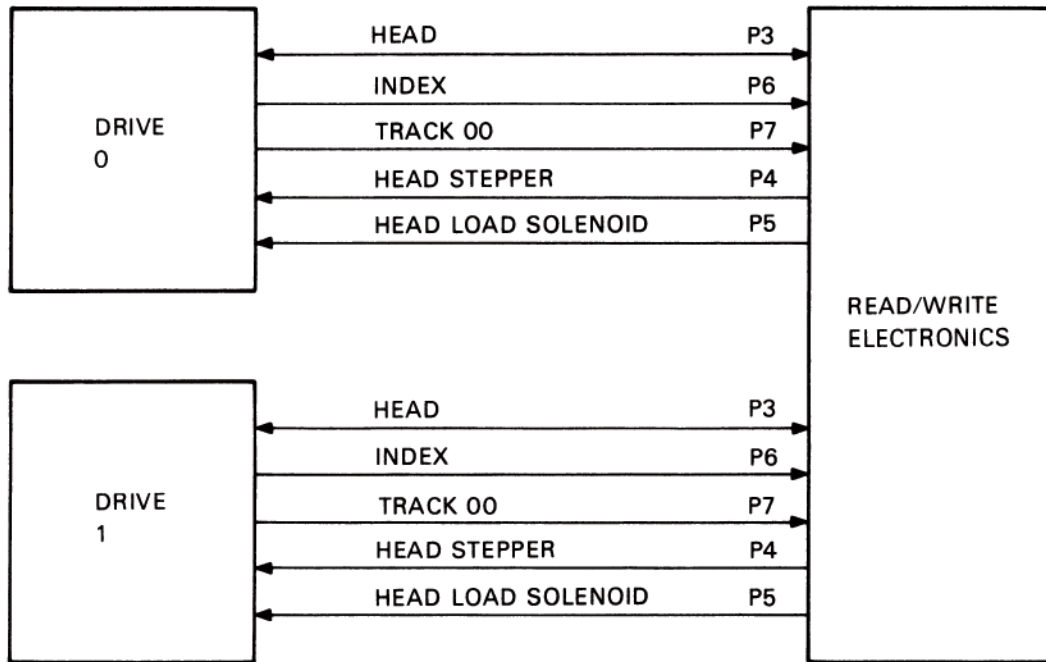 HEAD P3
INDEX P6
DRIVE
0
TRACK 00 P7
HEAD STEPPER P4
HEAD LOAD SOLENOID P5
READ/WRITE
ELECTRONICS
HEAD P3
INDEX P6
DRIVE
1
TRACK 00 P7
HEAD STEPPER P4
HEAD LOAD SOLENOID P5